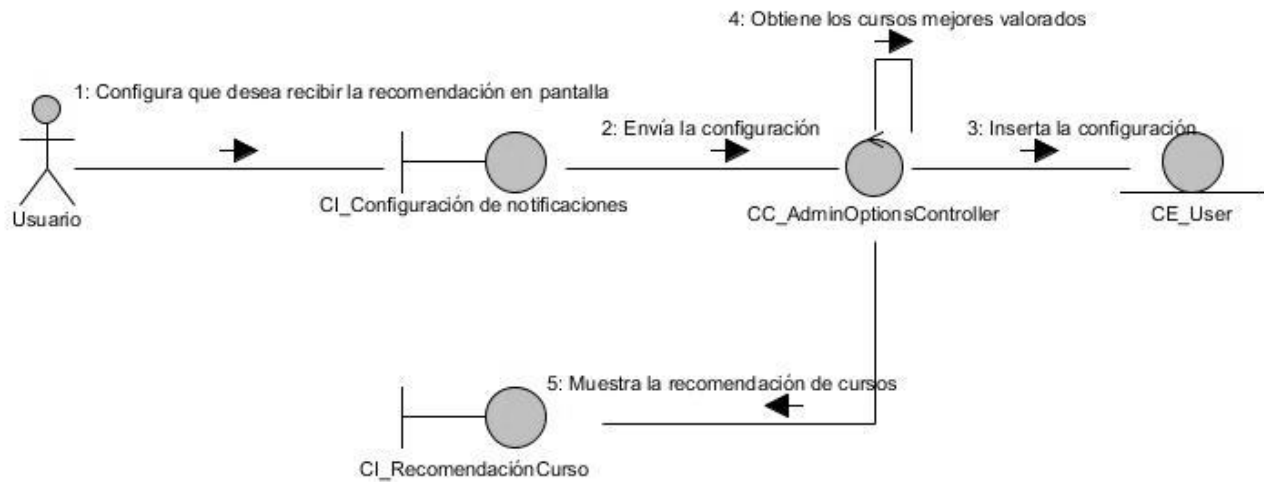 4: Obtiene los cursos mejores valorados
1: Configura que desea recibir la recomendación en pantalla
2: Envía la configuración
3: Inserta la configuración
Usuario
CI_Configuración de notificaciones
CC_AdminOptionsController
CE_User
5: Muestra la recomendación de cursos
CI_RecomendaciónCurso